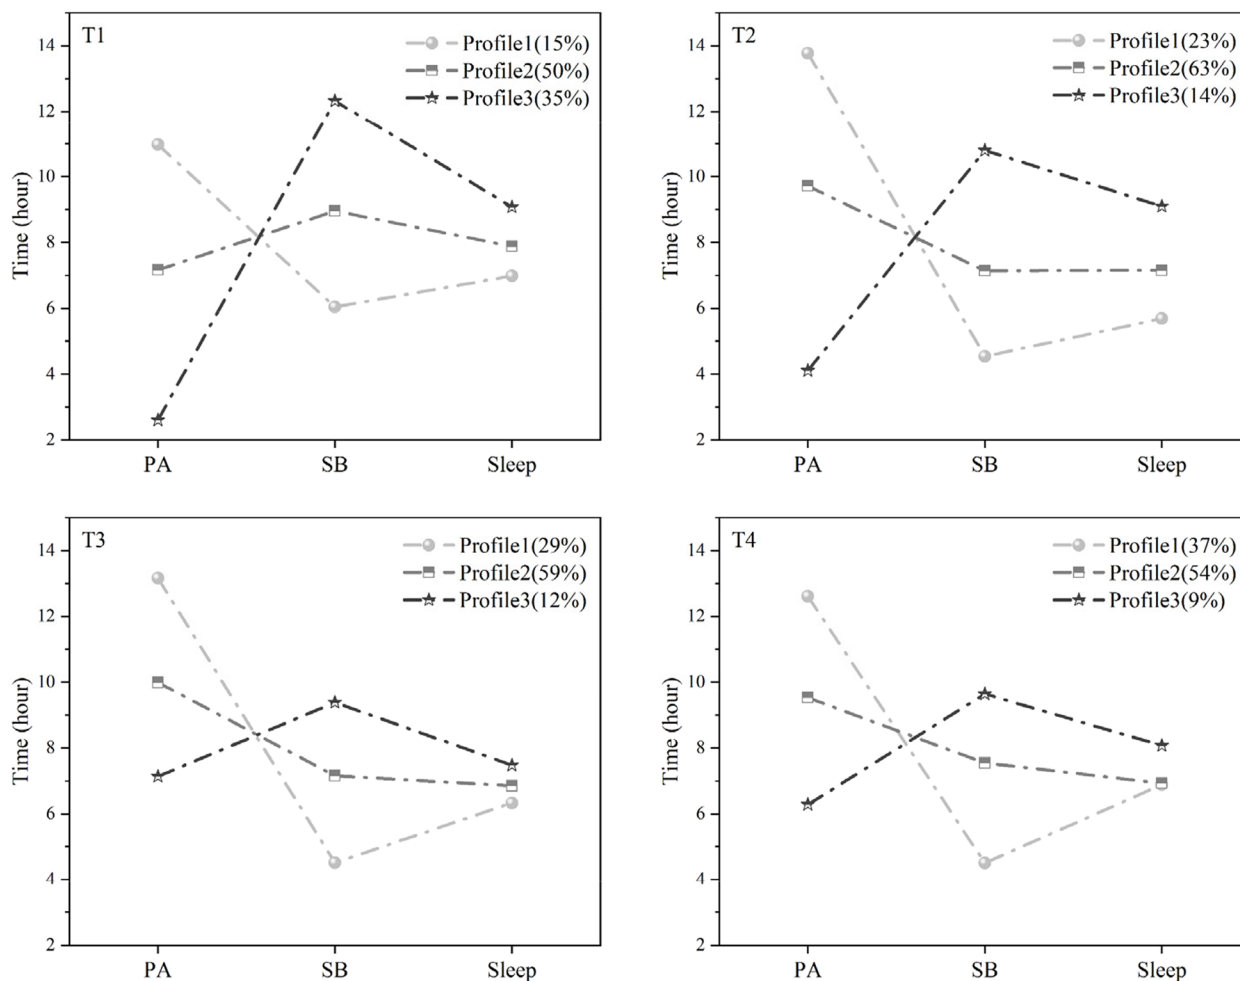 T1
Profile1(15%)
Profile2(50%)
Profile3(35%)
Time (hour)
14
12
10
8
6
4
2
PA
SB
Sleep
T2
Profile1(23%)
Profile2(63%)
Profile3(14%)
Time (hour)
14
12
10
8
6
4
2
PA
SB
Sleep
T3
Profile1(29%)
Profile2(59%)
Profile3(12%)
Time (hour)
14
12
10
8
6
4
2
PA
SB
Sleep
T4
Profile1(37%)
Profile2(54%)
Profile3(9%)
Time (hour)
14
12
10
8
6
4
2
PA
SB
Sleep